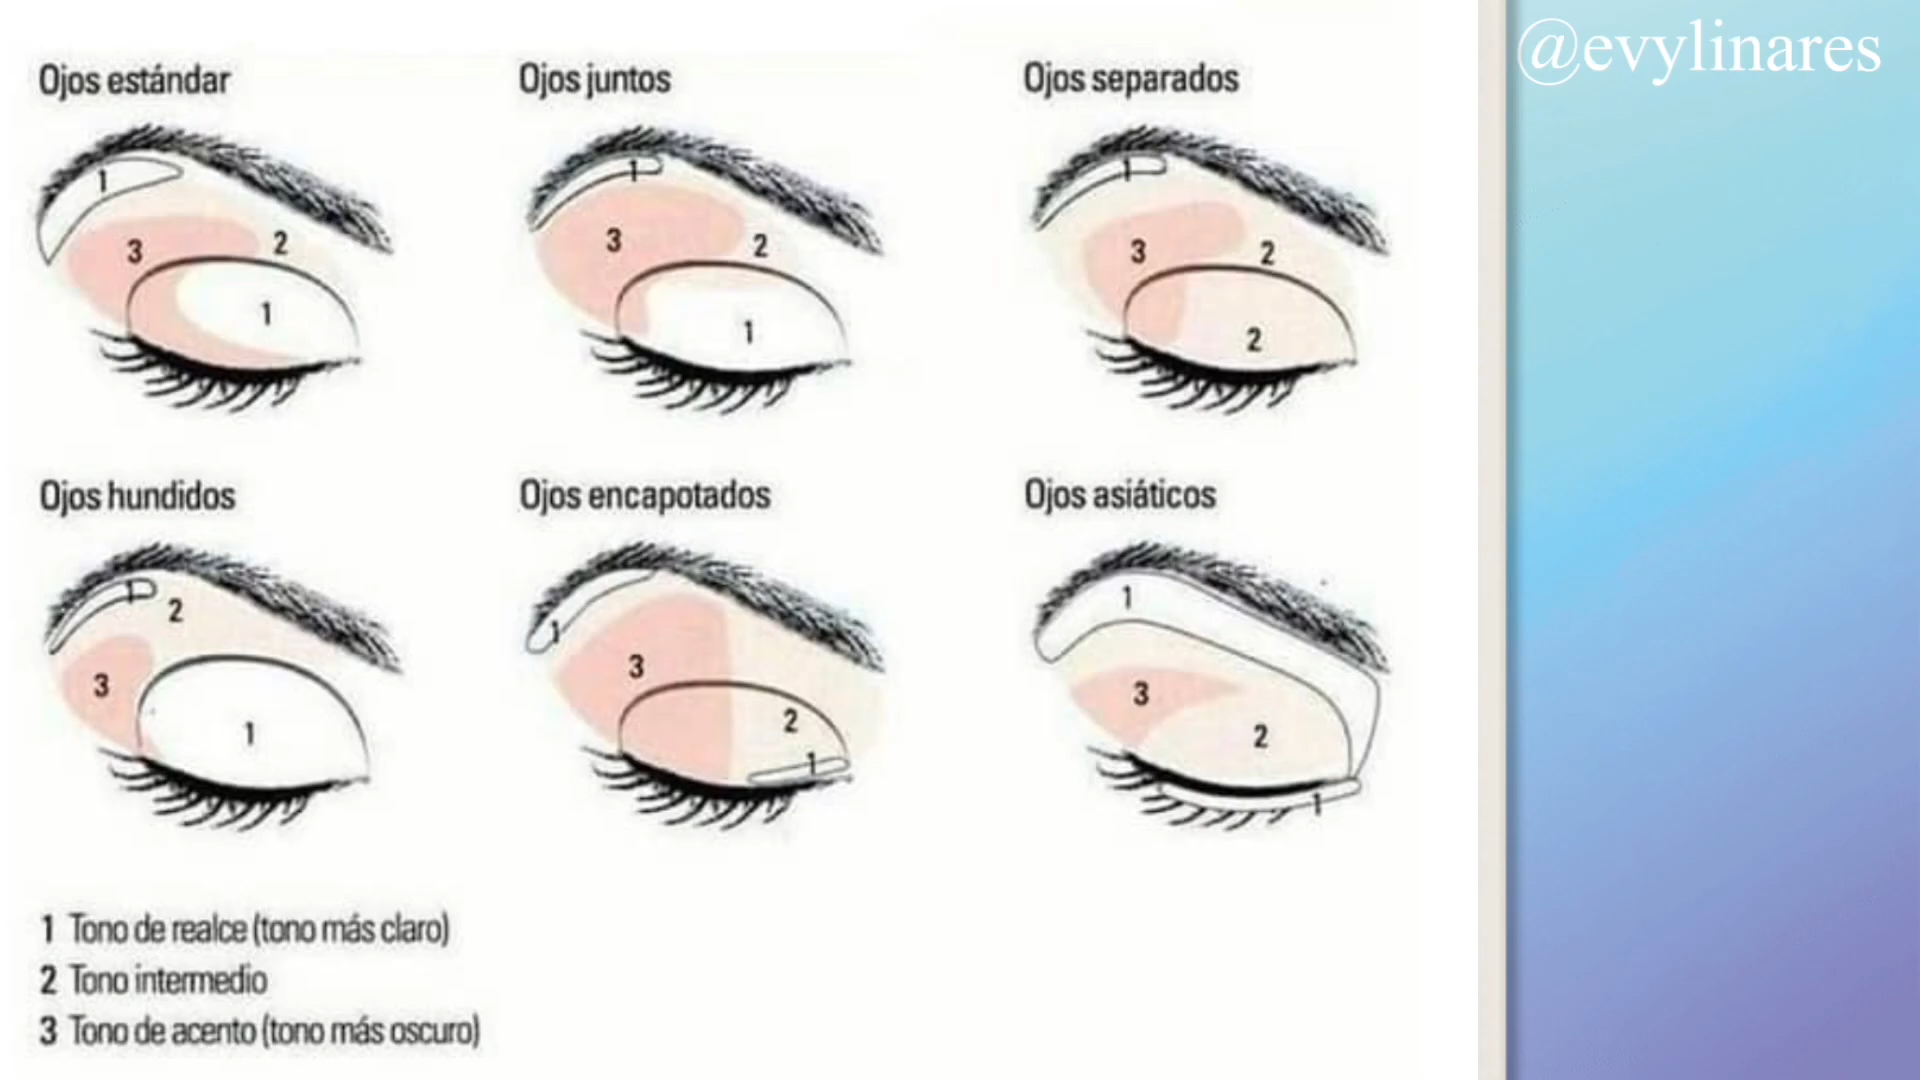 @evylinares
Ojos estándar
1
3
2
1
Ojos juntos
1
3
2
1
Ojos separados
1
3
2
2
Ojos hundidos
1
2
3
1
Ojos encapotados
1
3
2
1
Ojos asiáticos
1
3
2
1
1 Tono de realce (tono más claro)
2 Tono intermedio
3 Tono de acento (tono más oscuro)